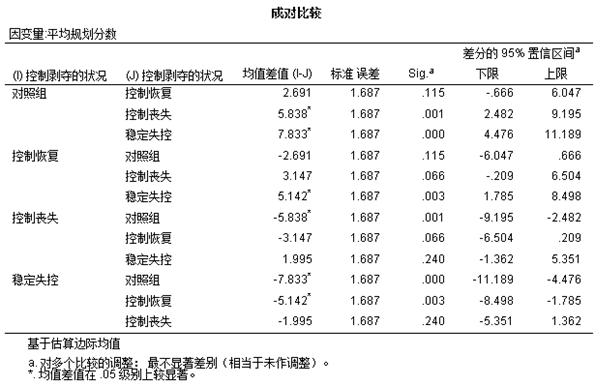 成对比较
因变量:平均规划分数
差分的 95% 置信区间a
(I) 控制剥夺的状况 (J) 控制剥夺的状况 均值差值 (I-J) 标准 误差 Sig.a 下限 上限
对照组 控制恢复 2.691 1.687 .115 -.666 6.047
控制丧失 5.838* 1.687 .001 2.482 9.195
稳定失控 7.833* 1.687 .000 4.476 11.189
控制恢复 对照组 -2.691 1.687 .115 -6.047 .666
控制丧失 3.147 1.687 .066 -.209 6.504
稳定失控 5.142* 1.687 .003 1.785 8.498
控制丧失 对照组 -5.838* 1.687 .001 -9.195 -2.482
控制恢复 -3.147 1.687 .066 -6.504 .209
稳定失控 1.995 1.687 .240 -1.362 5.351
稳定失控 对照组 -7.833* 1.687 .000 -11.189 -4.476
控制恢复 -5.142* 1.687 .003 -8.498 -1.785
控制丧失 -1.995 1.687 .240 -5.351 1.362
基于估算边际均值
a. 对多个比较的调整： 最不显著差别（相当于未作调整）。
*. 均值差值在 .05 级别上较显著。